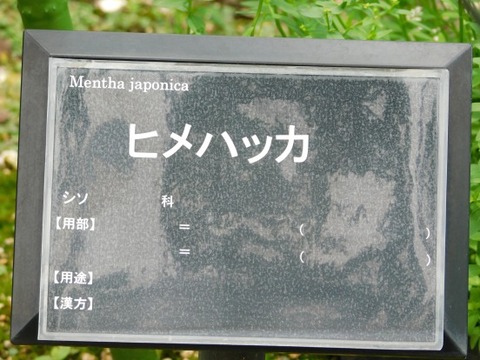 Mentha japonica
ヒメハッカ
シソ 科
【用部】 = ( )
= ( )
【用途】
【漢方】